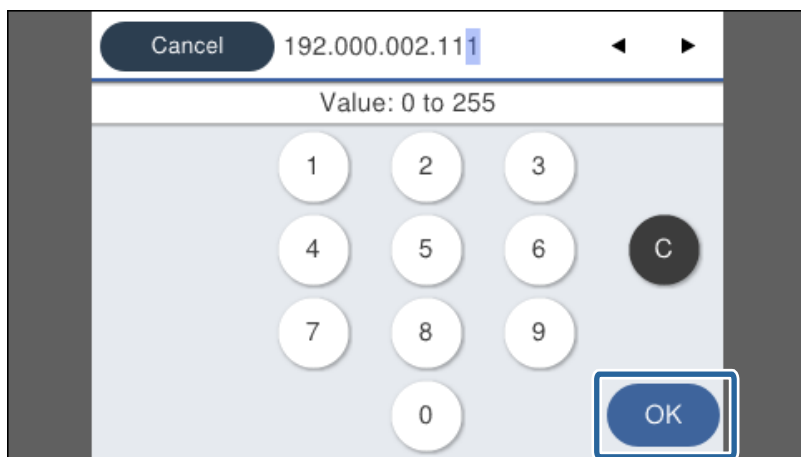 Cancel 192.000.002.111 ◀ ▶
Value: 0 to 255
1 2 3
4 5 6 C
7 8 9
0 OK